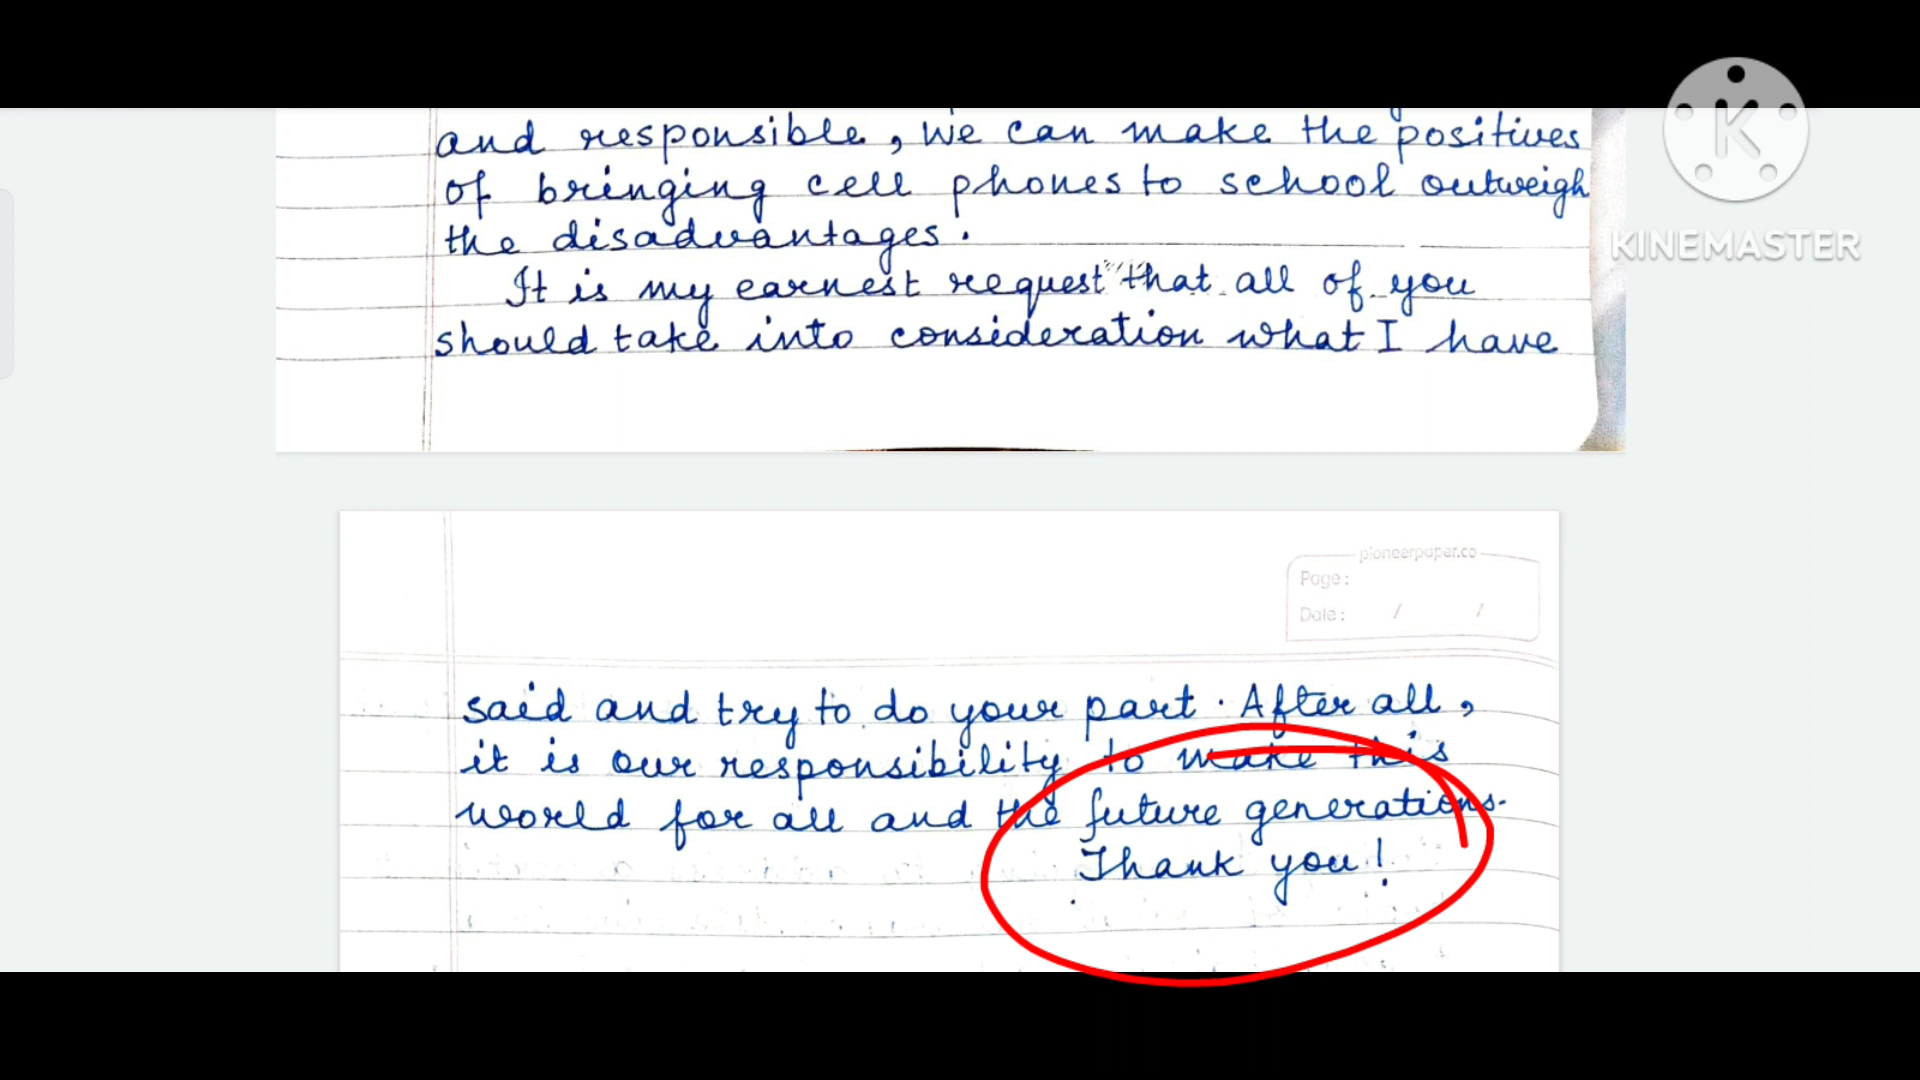 and responsible, we can make the positives
of bringing cell phones to school outweigh
the disadvantages.
It is my earnest request that all of you
should take into consideration what I have
KINEMASTER
pioneerpaper.co
Page:
Date: / /
said and try to do your part. After all,
it is our responsibility to make this
world for all and the future generations.
Thank you!